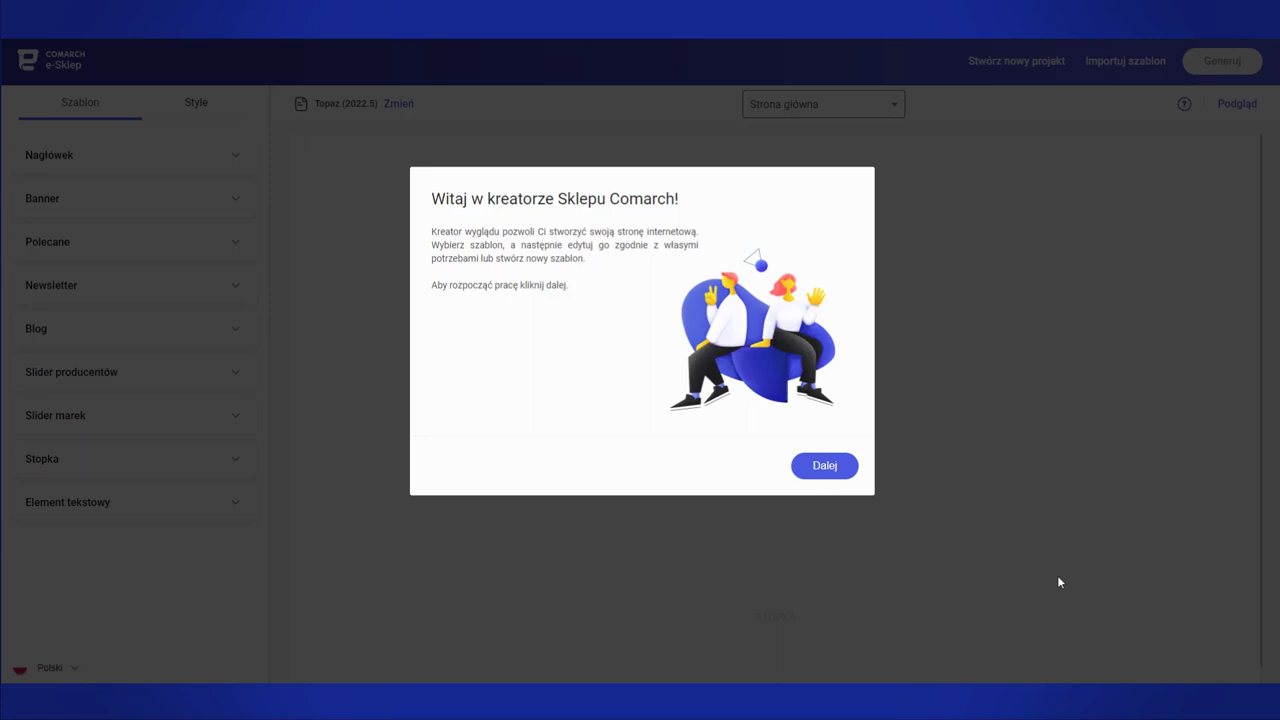 COMARCH
e-Sklep
Stwórz nowy projekt
Importuj szablon
Generuj
Szablon
Style
Topaz (2022.5) Zmień
Strona główna
?
Podgląd
Nagłówek
Banner
Polecane
Newsletter
Blog
Slider producentów
Slider marek
Stopka
Element tekstowy
Witaj w kreatorze Sklepu Comarch!
Kreator wyglądu pozwoli Ci stworzyć swoją stronę internetową.
Wybierz szablon, a następnie edytuj go zgodnie z własymi
potrzebami lub stwórz nowy szablon.
Aby rozpocząć pracę kliknij dalej.
Dalej
STOPKA
Polski